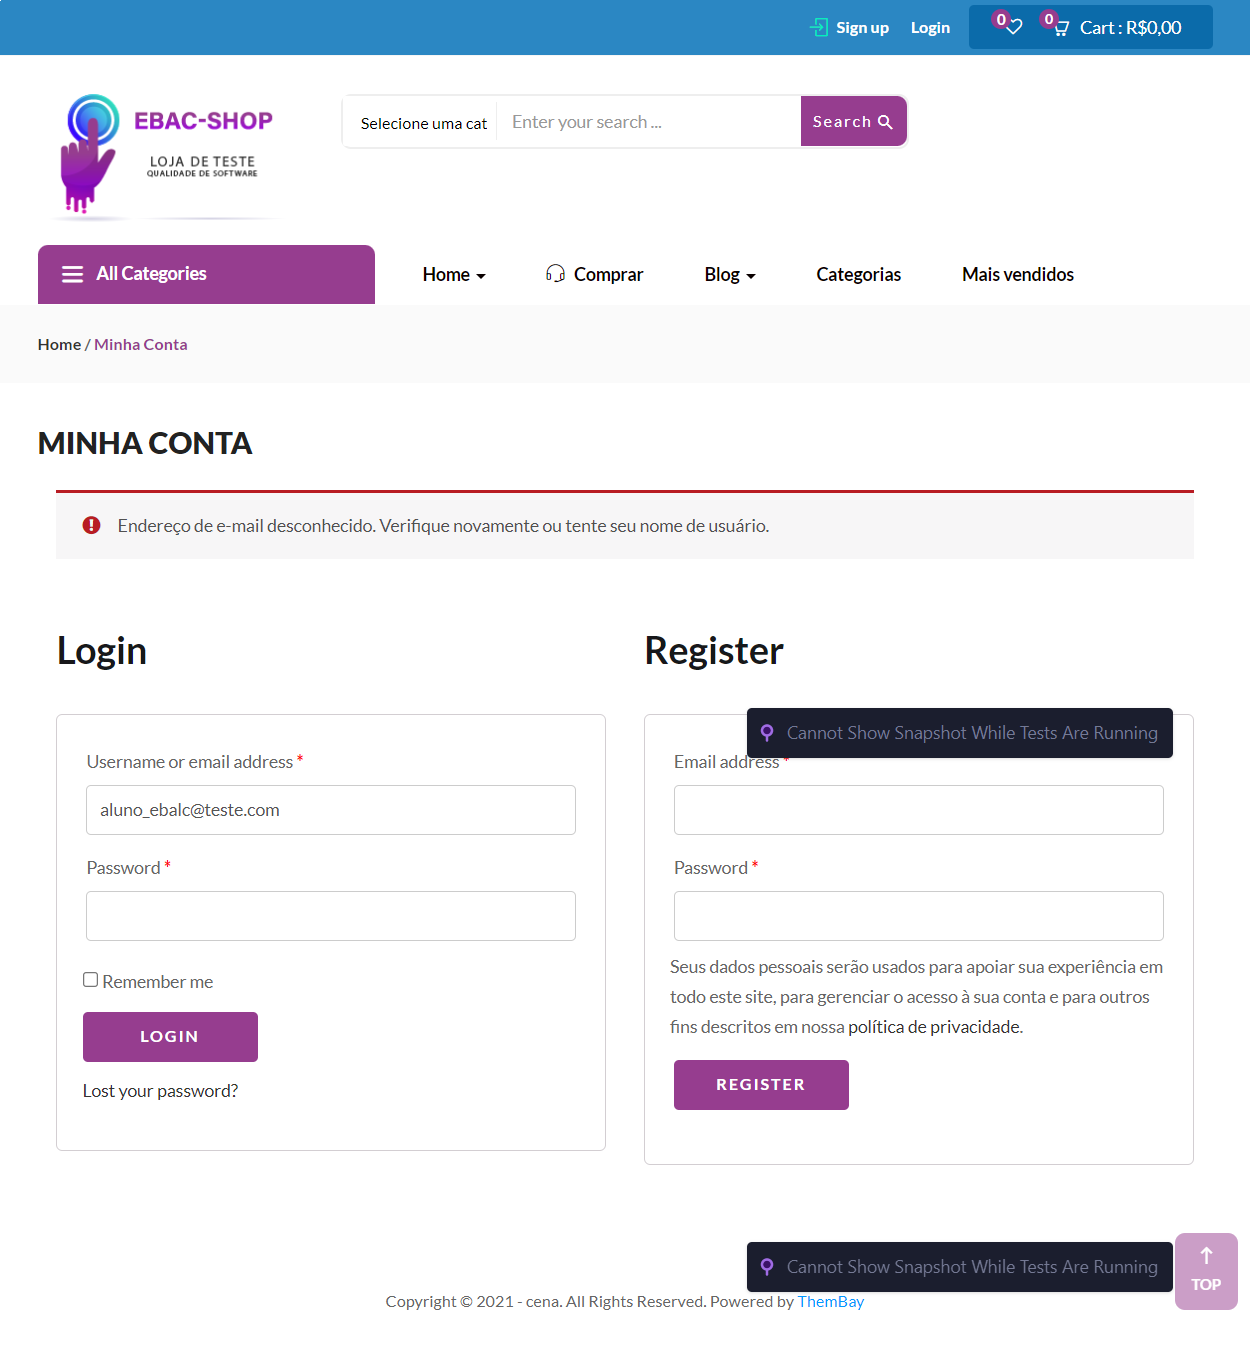 Sign up Login 0 0 Cart : R$0,00
EBAC-SHOP
LOJA DE TESTE
QUALIDADE DE SOFTWARE
Selecione uma cat Enter your search ... Search
All Categories Home Comprar Blog Categorias Mais vendidos
Home / Minha Conta
MINHA CONTA
Endereço de e-mail desconhecido. Verifique novamente ou tente seu nome de usuário.
Login
Username or email address *
aluno_ebalc@teste.com
Password *
Remember me
LOGIN
Lost your password?
Register
Cannot Show Snapshot While Tests Are Running
Email address *
Password *
Seus dados pessoais serão usados para apoiar sua experiência em
todo este site, para gerenciar o acesso à sua conta e para outros
fins descritos em nossa política de privacidade.
REGISTER
Cannot Show Snapshot While Tests Are Running
TOP
Copyright © 2021 - cena. All Rights Reserved. Powered by ThemBay